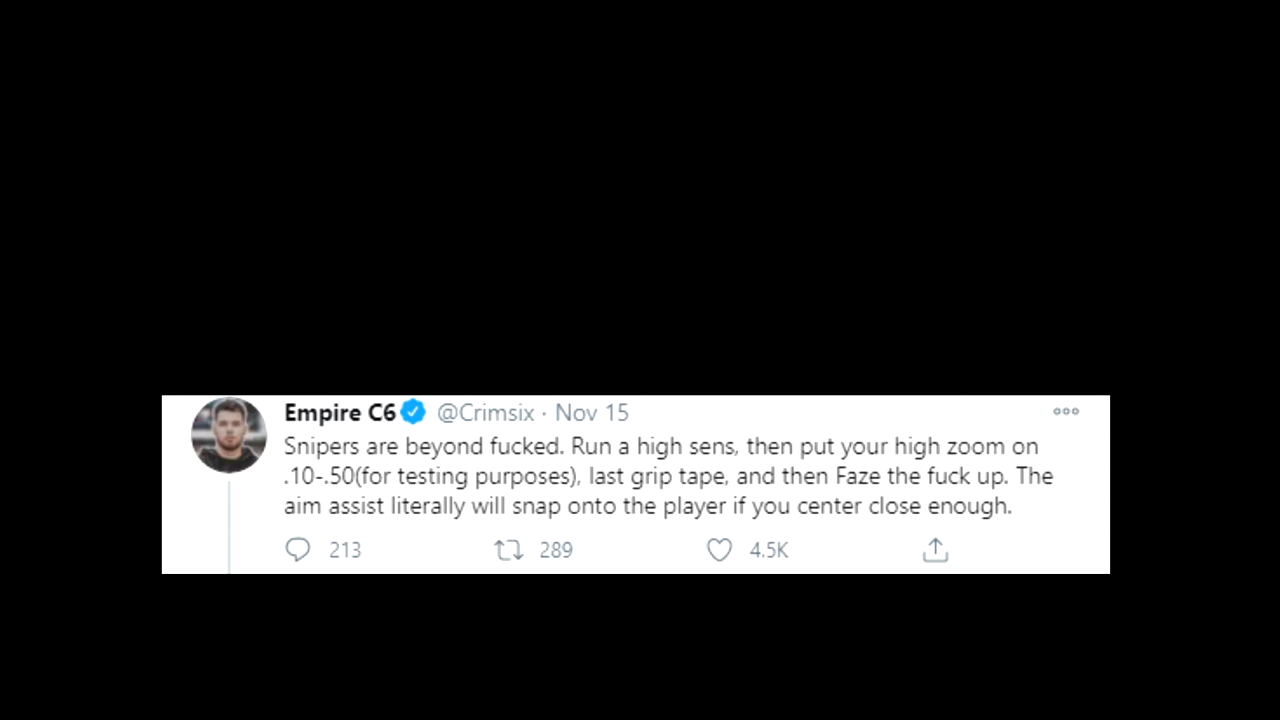 Empire C6 @Crimsix · Nov 15
Snipers are beyond fucked. Run a high sens, then put your high zoom on
.10-.50(for testing purposes), last grip tape, and then Faze the fuck up. The
aim assist literally will snap onto the player if you center close enough.
213 289 4.5K